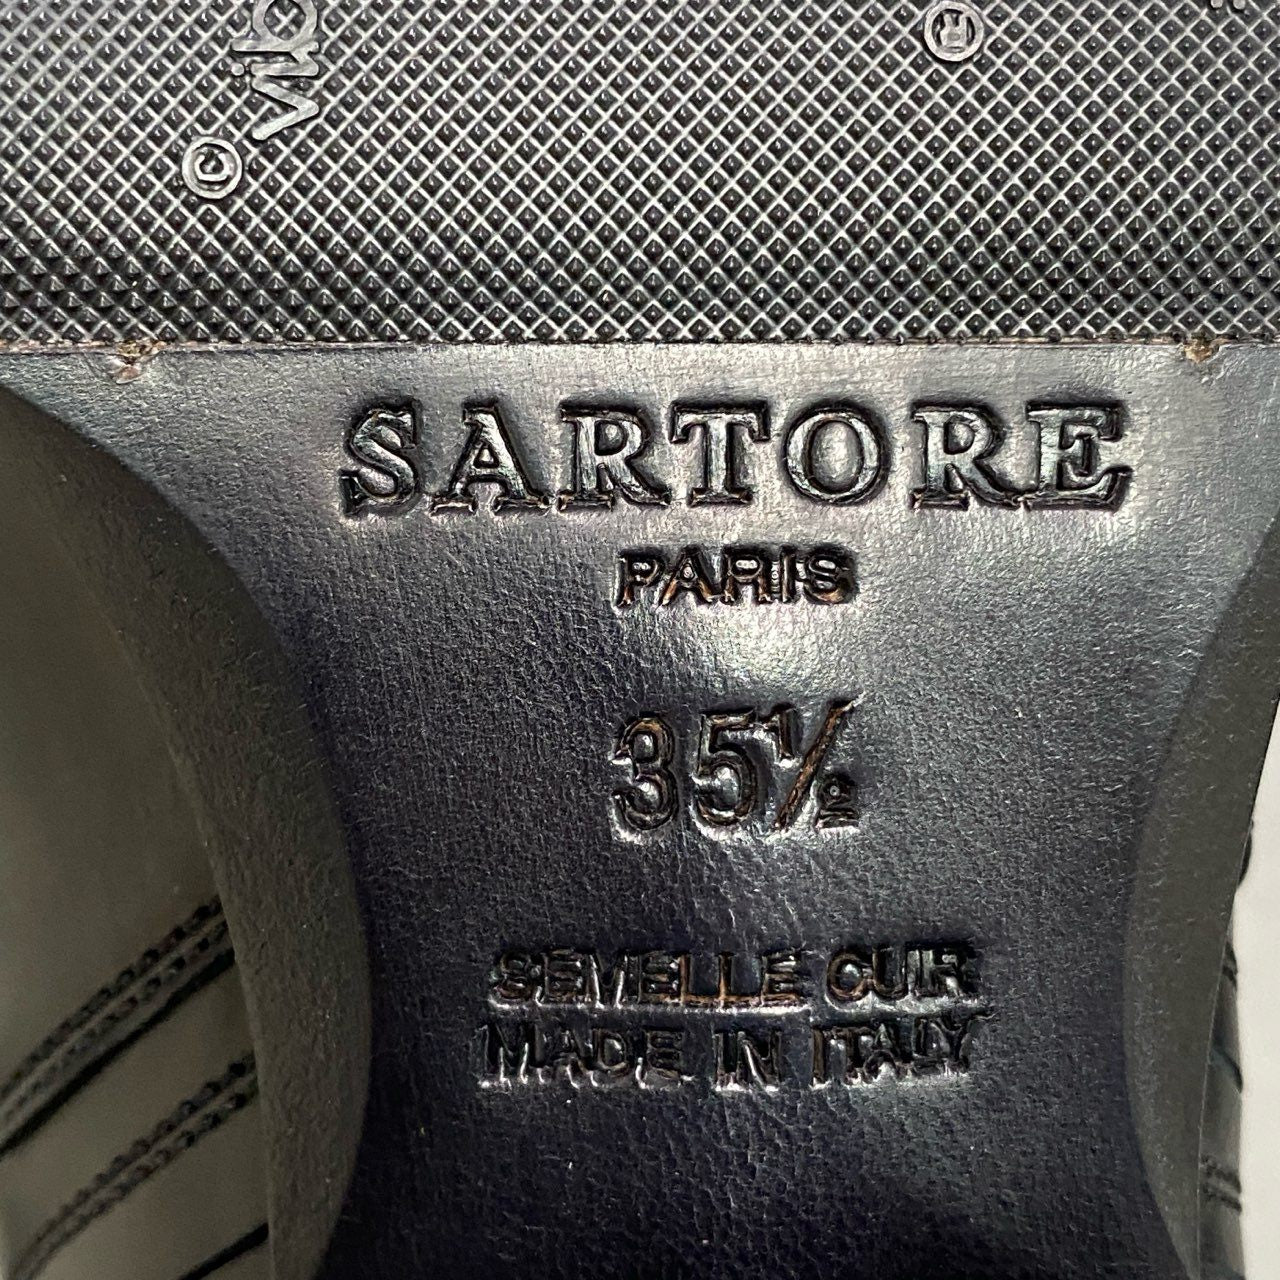 ©
®
SARTORE
PARIS
35½
SEMELLE CUIR
MADE IN ITALY